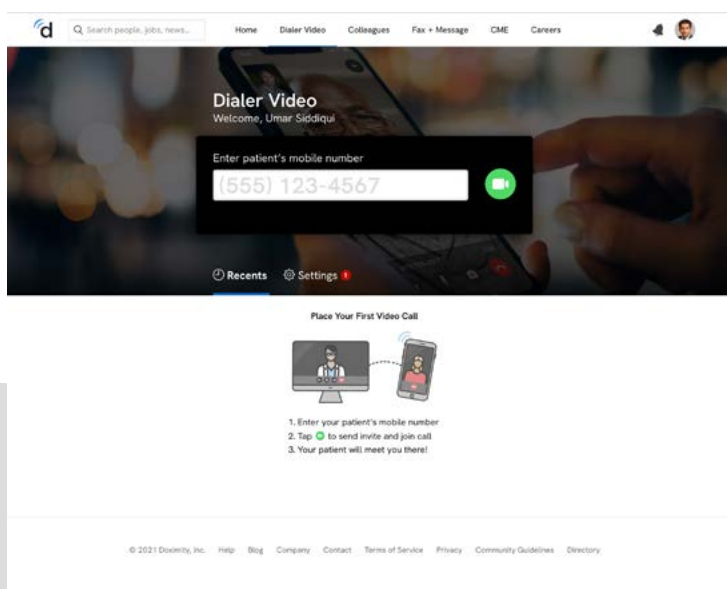 d
Search people, jobs, news...
Home Dialer Video Colleagues Fax + Message CME Careers
Dialer Video
Welcome, Umar Siddiqui
Enter patient's mobile number
(555) 123-4567
Recents Settings
Place Your First Video Call
1. Enter your patient's mobile number
2. Tap to send invite and join call
3. Your patient will meet you there!
© 2021 Doximity, Inc. Help Blog Company Contact Terms of Service Privacy Community Guidelines Directory